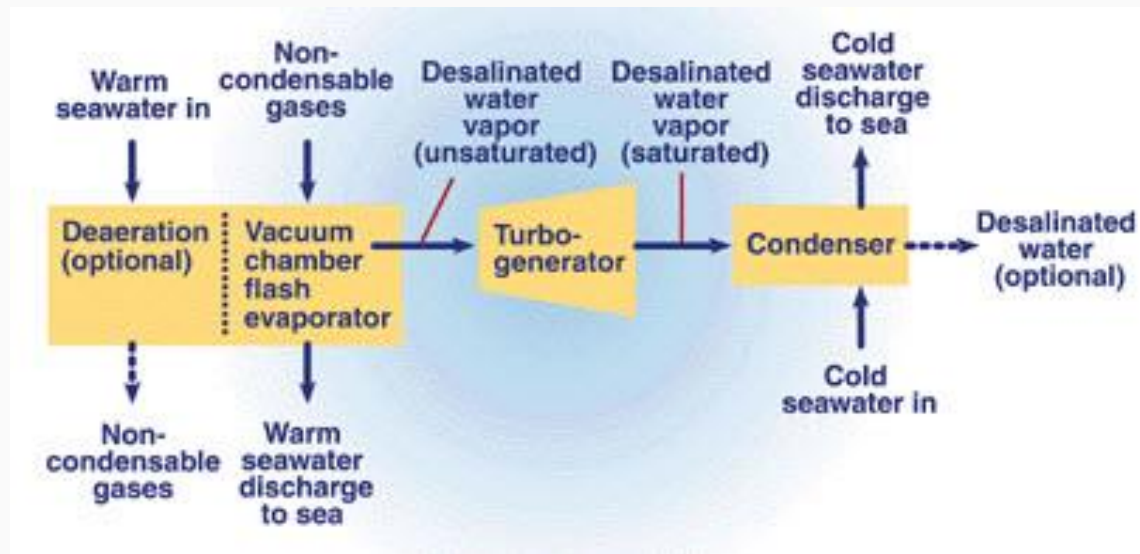 Warm
seawater in
Non-
condensable
gases
Desalinated
water
vapor
(unsaturated)
Desalinated
water
vapor
(saturated)
Cold
seawater
discharge
to sea
Deaeration
(optional)
Vacuum
chamber
flash
evaporator
Turbo-
generator
Condenser
Desalinated
water
(optional)
Non-
condensable
gases
Warm
seawater
discharge
to sea
Cold
seawater in